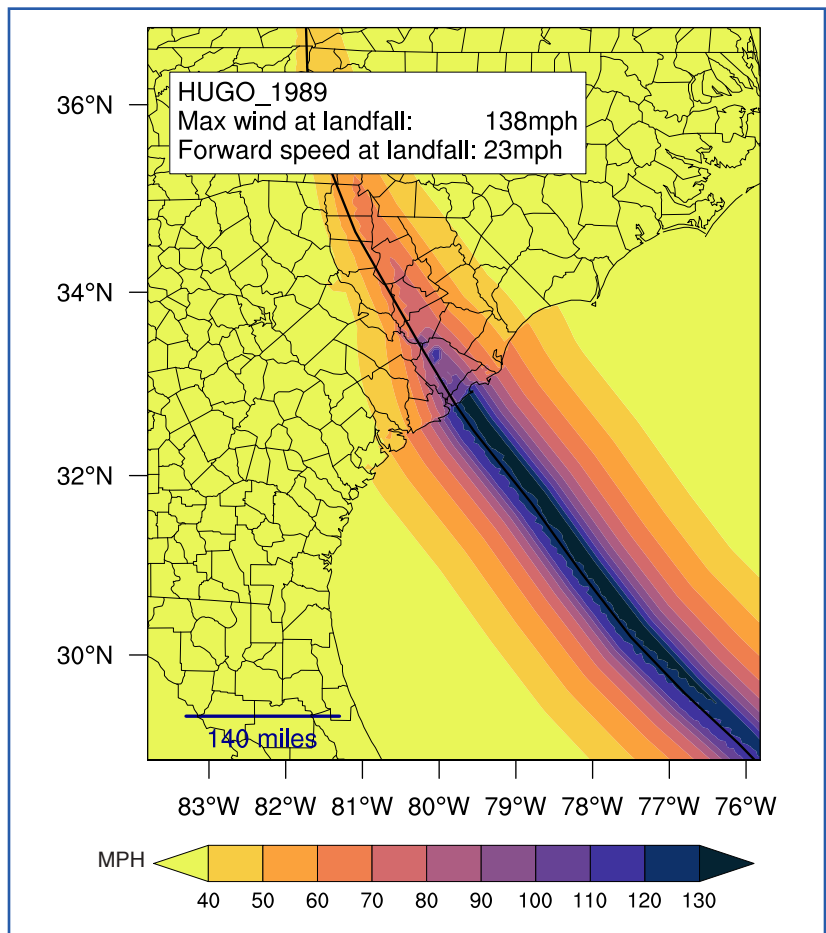 HUGO_1989
Max wind at landfall: 138mph
Forward speed at landfall: 23mph
36°N
34°N
32°N
30°N
140 miles
83°W 82°W 81°W 80°W 79°W 78°W 77°W 76°W
MPH
40 50 60 70 80 90 100 110 120 130